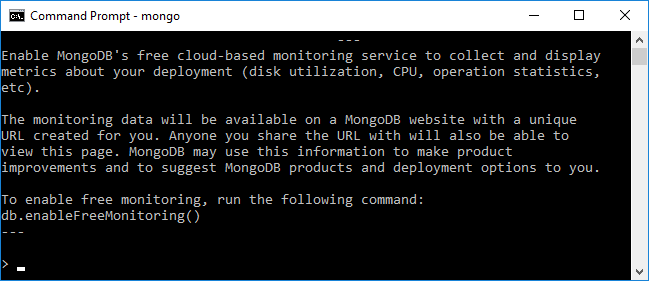 Command Prompt - mongo
---
Enable MongoDB's free cloud-based monitoring service to collect and display
metrics about your deployment (disk utilization, CPU, operation statistics,
etc).
The monitoring data will be available on a MongoDB website with a unique
URL created for you. Anyone you share the URL with will also be able to
view this page. MongoDB may use this information to make product
improvements and to suggest MongoDB products and deployment options to you.
To enable free monitoring, run the following command:
db.enableFreeMonitoring()
---
>